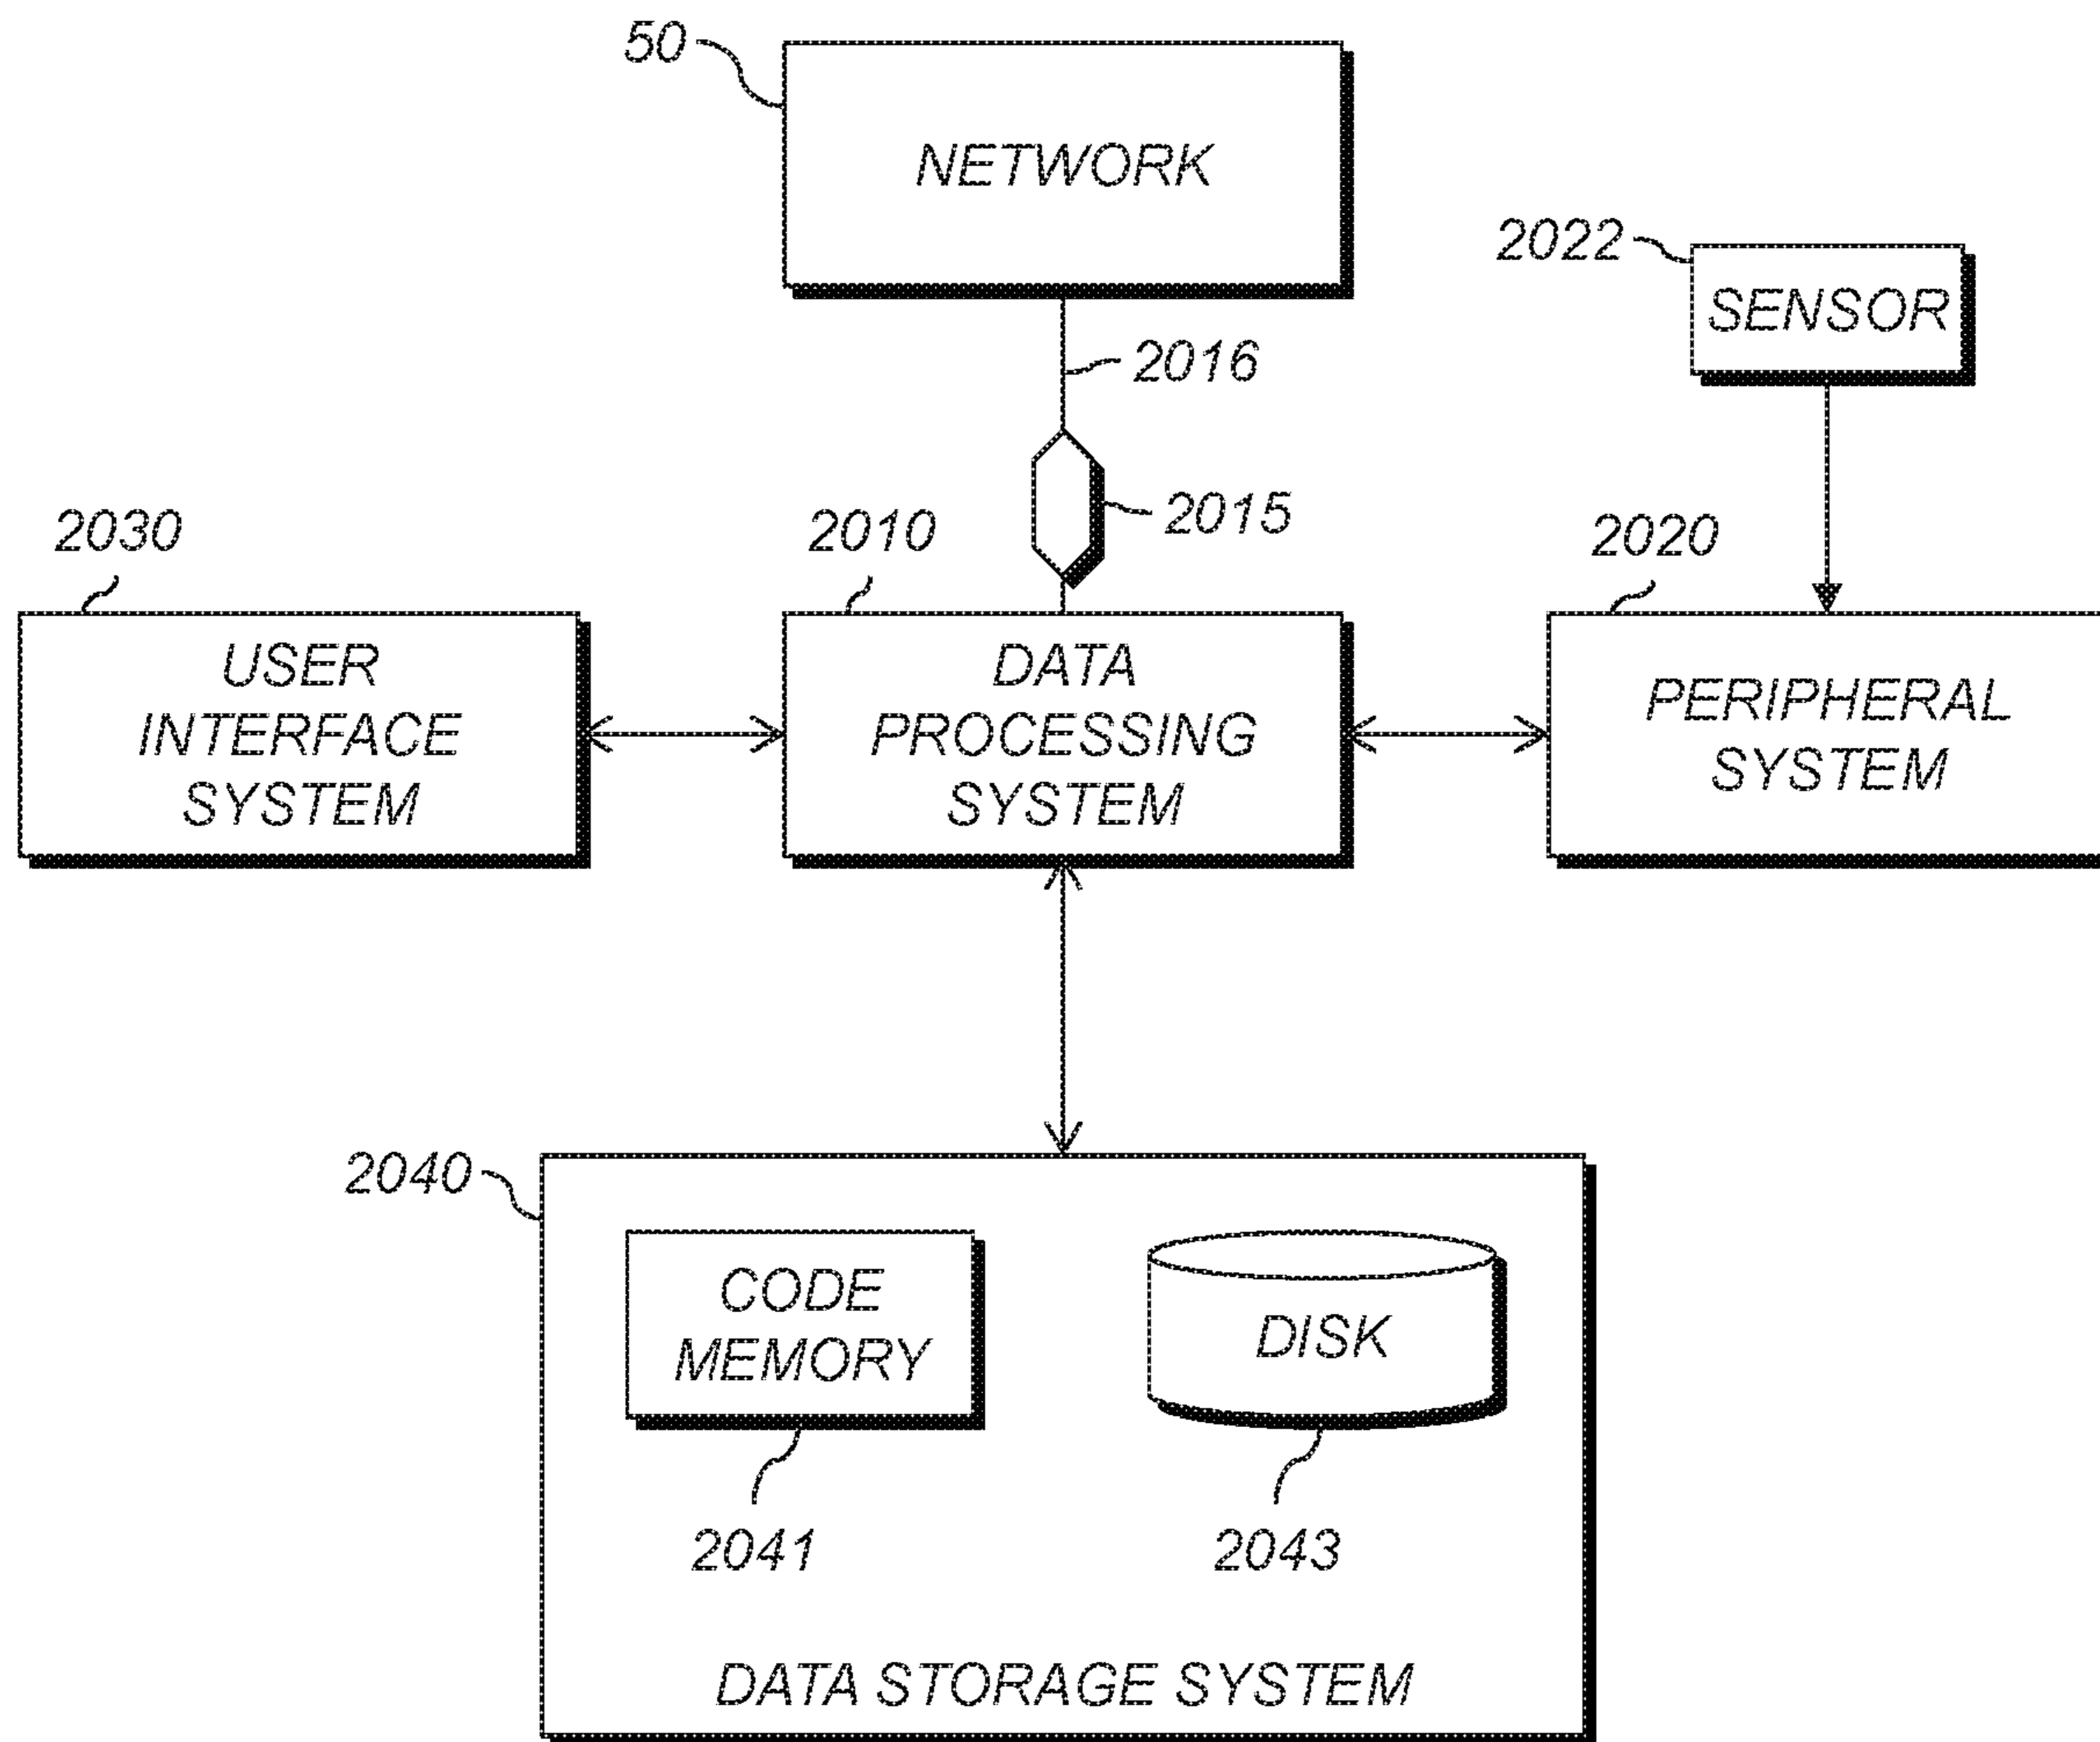 50
NETWORK
2022
SENSOR
2016
2015
2030
2010
2020
USER
INTERFACE
SYSTEM
DATA
PROCESSING
SYSTEM
PERIPHERAL
SYSTEM
2040
CODE
MEMORY
DISK
2041
2043
DATA STORAGE SYSTEM